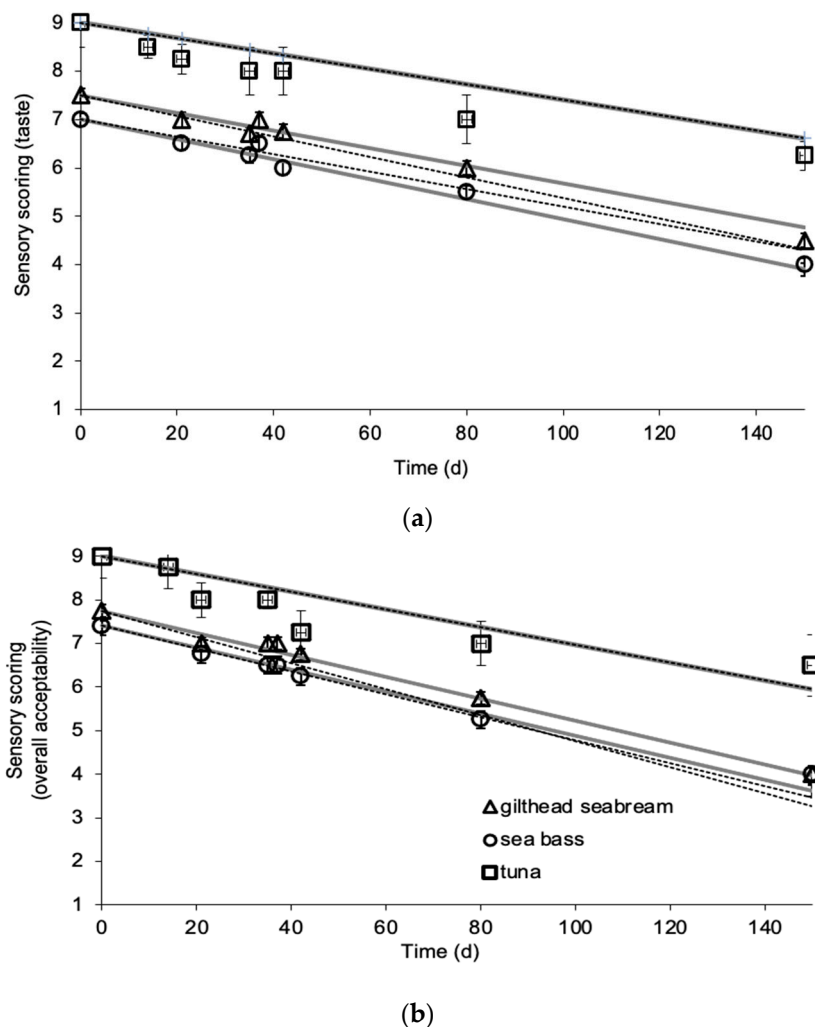 9
8
7
6
5
4
3
2
1
Sensory scoring (taste)
0 20 40 60 80 100 120 140
Time (d)
(a)
9
8
7
6
5
4
3
2
1
Sensory scoring
(overall acceptability)
gilthead seabream
sea bass
tuna
0 20 40 60 80 100 120 140
Time (d)
(b)